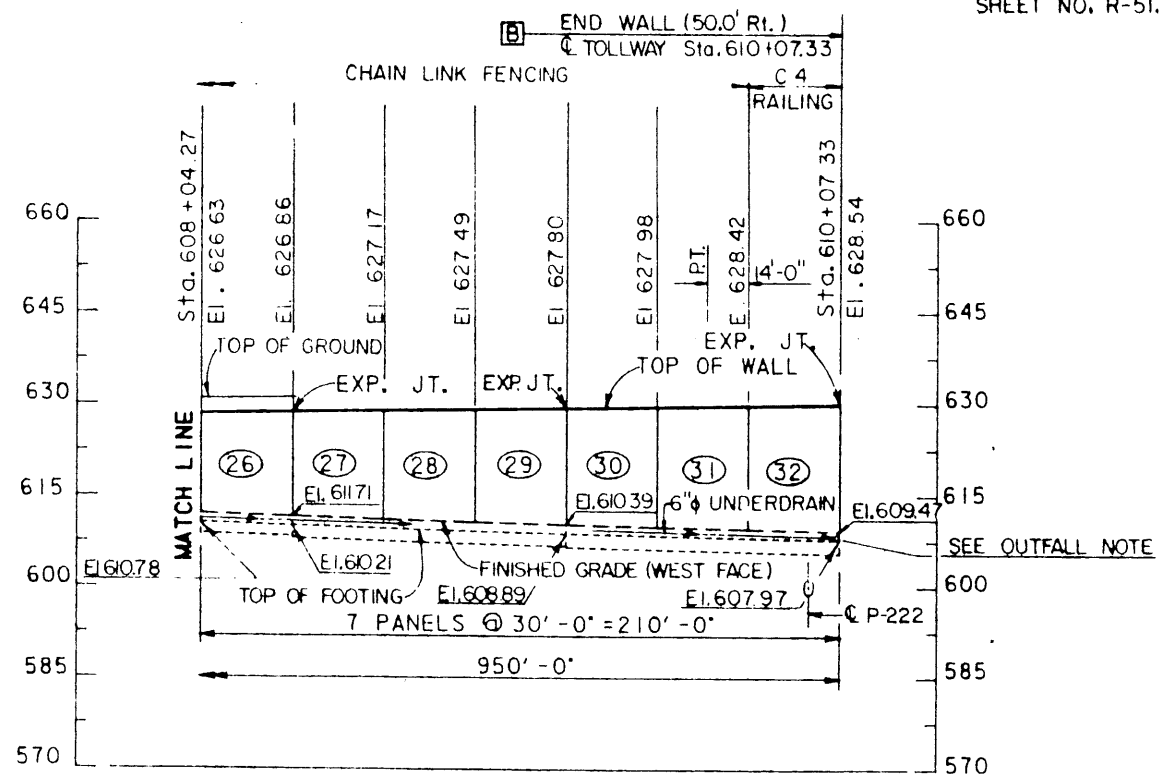 SHEET NO. R-51.
B
END WALL (50.0' Rt.)
℄ TOLLWAY Sta. 610+07.33
CHAIN LINK FENCING
C 4
RAILING
Sta. 608+04.27
El. 626.63
El. 626.86
El. 627.17
El 627.49
El 627.80
El 627.98
P.T.
E. 628.42
4'-0"
Sta. 610+07 33
El. 628.54
660
645
630
615
600
585
570
660
645
630
615
600
585
570
TOP OF GROUND
EXP. JT.
EXP. JT.
TOP OF WALL
EXP. JT.
MATCH LINE
26
27
28
29
30
31
32
El. 611.71
El. 610.39
6"ϕ UNDERDRAIN
El. 609.47
SEE OUTFALL NOTE
El 610.78
El. 610.21
FINISHED GRADE (WEST FACE)
TOP OF FOOTING
El. 608.89
El. 607.97
℄ P-222
7 PANELS @ 30'-0" = 210'-0"
950'-0"